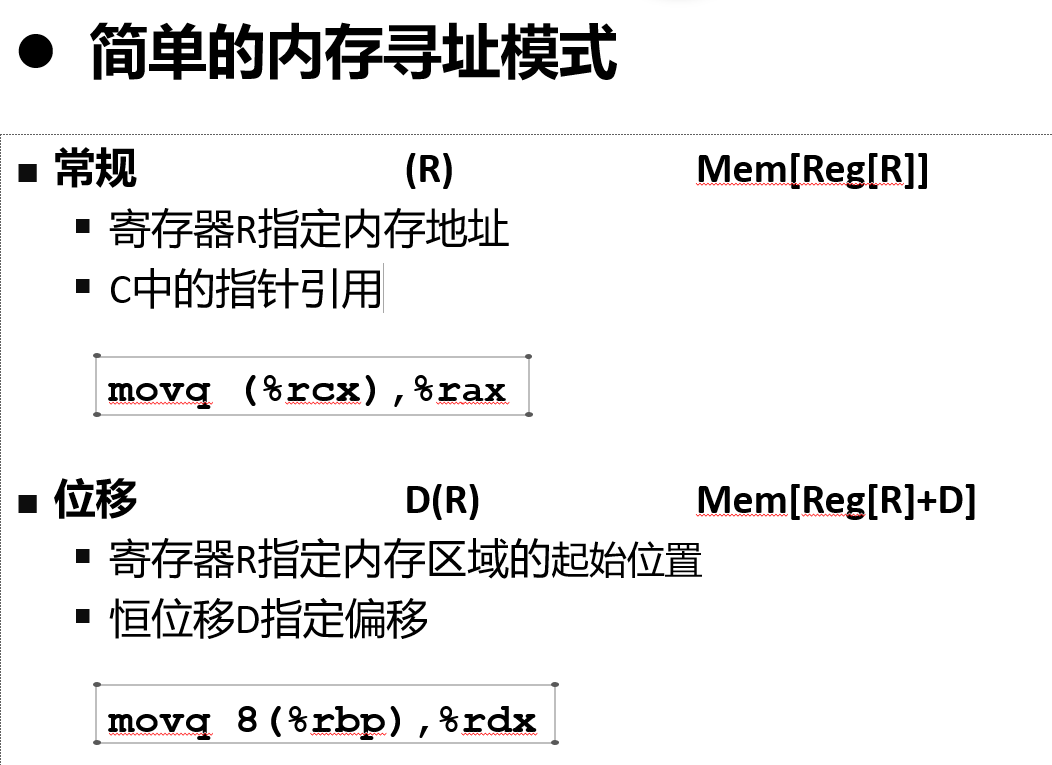 简单的内存寻址模式
常规 (R) Mem[Reg[R]]
寄存器R指定内存地址
C中的指针引用
movq (%rcx),%rax
位移 D(R) Mem[Reg[R]+D]
寄存器R指定内存区域的起始位置
恒位移D指定偏移
movq 8(%rbp),%rdx